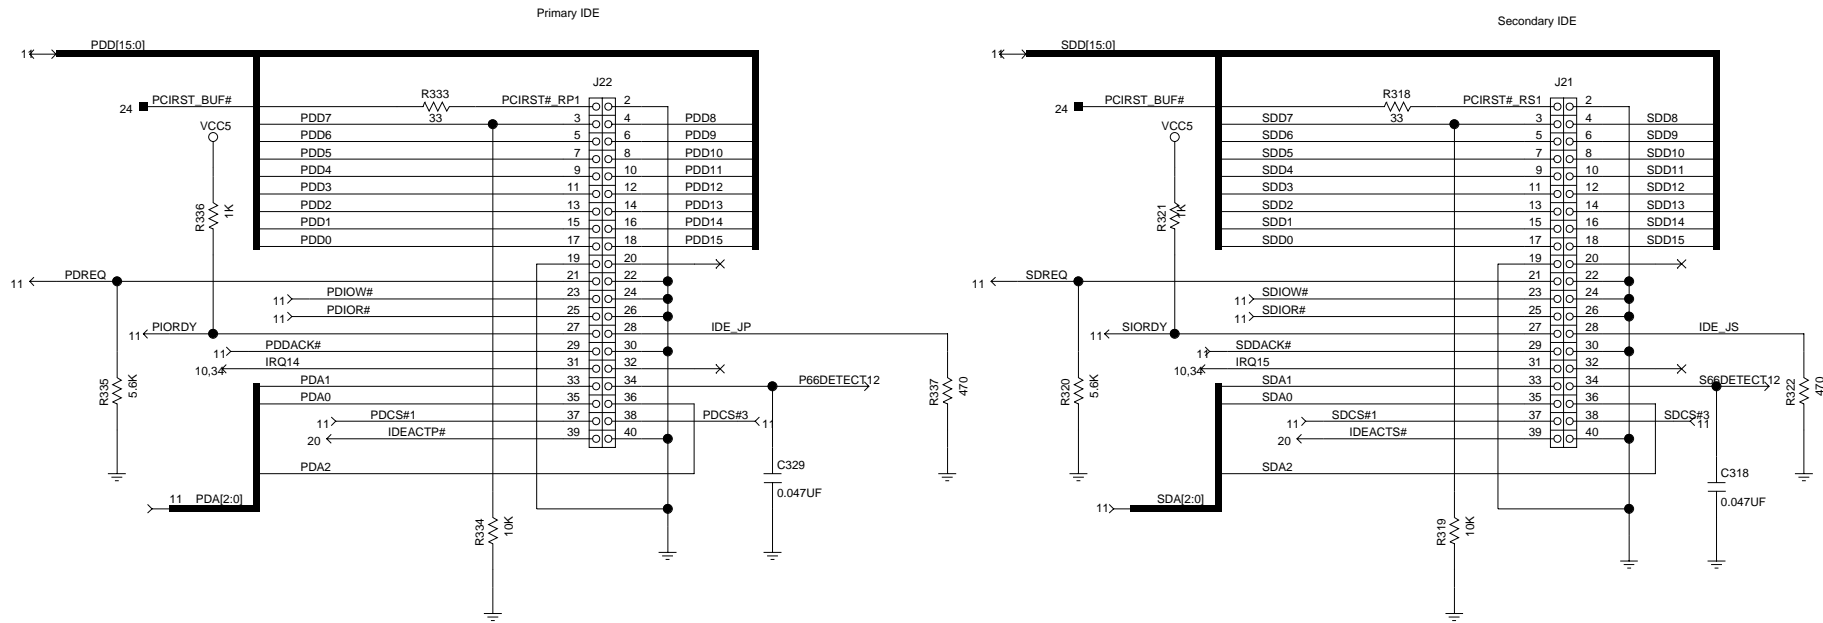 Primary IDE
PDD[15:0]
11
J22
24
PCIRST_BUF#
R333
33
PCIRST#_RP1
2
VCC5
PDD7
3
4
PDD8
PDD6
5
6
PDD9
PDD5
7
8
PDD10
PDD4
9
10
PDD11
PDD3
11
12
PDD12
R336
1K
PDD2
13
14
PDD13
PDD1
15
16
PDD14
PDD0
17
18
PDD15
19
20
11
PDREQ
21
22
11
PDIOW#
23
24
11
PDIOR#
25
26
11
PIORDY
27
28
IDE_JP
11
PDDACK#
29
30
10,34
IRQ14
31
32
R335
5.6K
PDA1
33
34
P66DETECT12
R337
470
PDA0
35
36
11
PDCS#1
37
38
PDCS#3
11
20
IDEACTP#
39
40
PDA2
C329
0.047UF
11
PDA[2:0]
R334
10K
Secondary IDE
SDD[15:0]
11
J21
24
PCIRST_BUF#
R318
33
PCIRST#_RS1
2
VCC5
SDD7
3
4
SDD8
SDD6
5
6
SDD9
SDD5
7
8
SDD10
SDD4
9
10
SDD11
SDD3
11
12
SDD12
R321
1K
SDD2
13
14
SDD13
SDD1
15
16
SDD14
SDD0
17
18
SDD15
19
20
11
SDREQ
21
22
11
SDIOW#
23
24
11
SDIOR#
25
26
11
SIORDY
27
28
IDE_JS
11
SDDACK#
29
30
10,34
IRQ15
31
32
R320
5.6K
SDA1
33
34
S66DETECT12
R322
470
SDA0
35
36
11
SDCS#1
37
38
SDCS#3
11
20
IDEACTS#
39
40
SDA2
C318
0.047UF
11
SDA[2:0]
R319
10K